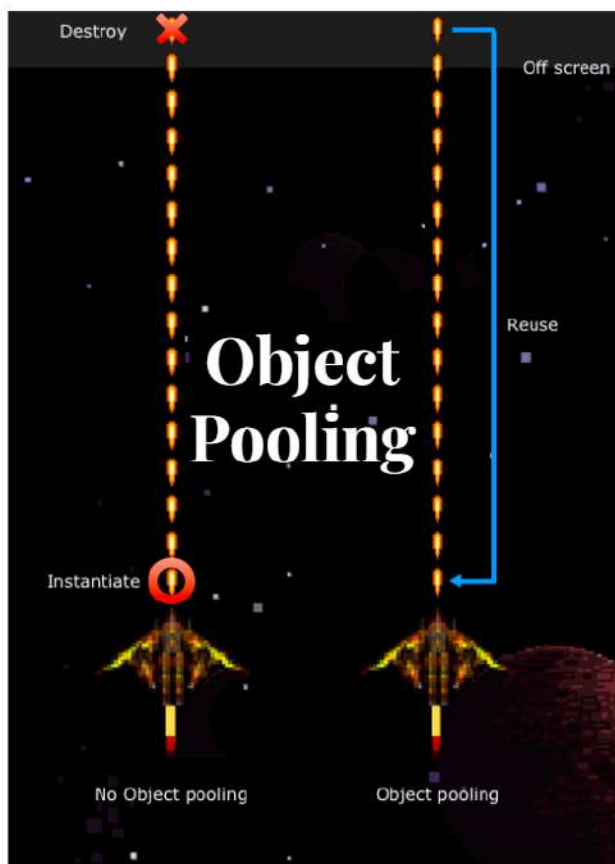 Destroy
Off screen
Reuse
Object
Pooling
Instantiate
No Object pooling
Object pooling